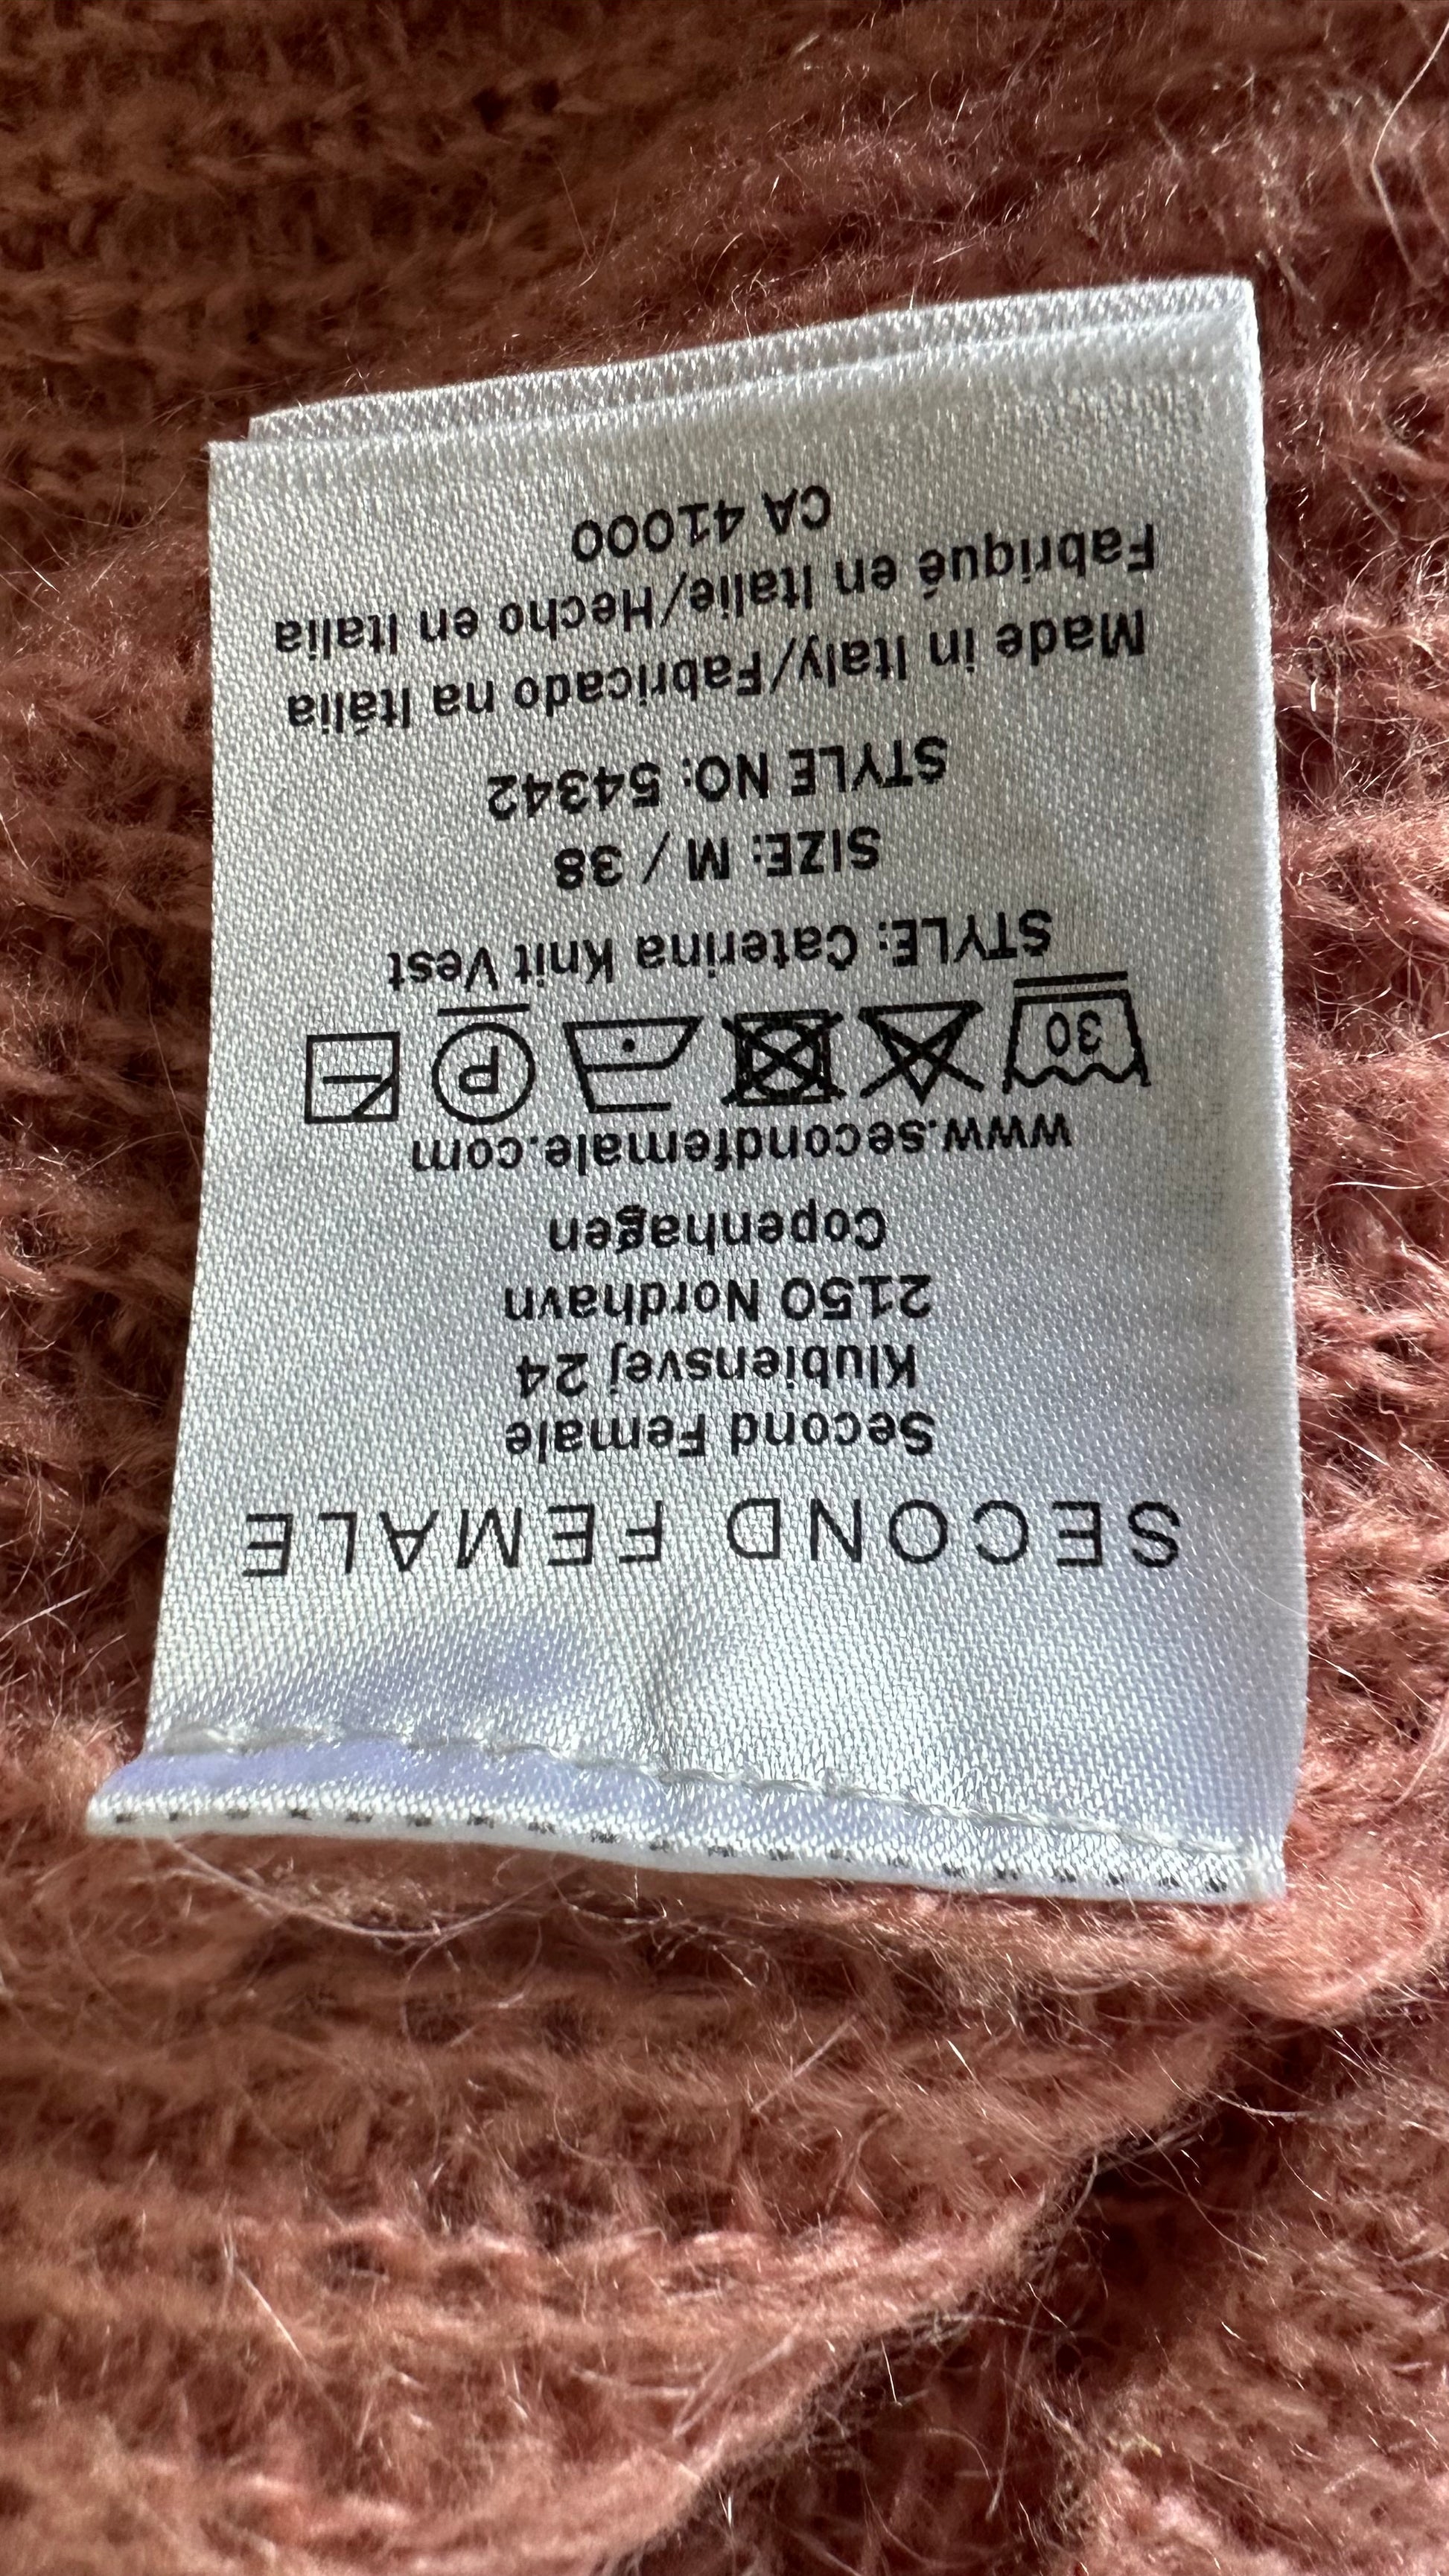 SECOND FEMALE
Second Female
Klubiensvej 24
2150 Nordhavn
Copenhagen
www.secondfemale.com
30 P
STYLE: Caterina Knit Vest
SIZE: M / 38
STYLE NO: 54342
Made in Italy/Fabricado na Itália
Fabriqué en Italie/Hecho en Italia
CA 41000